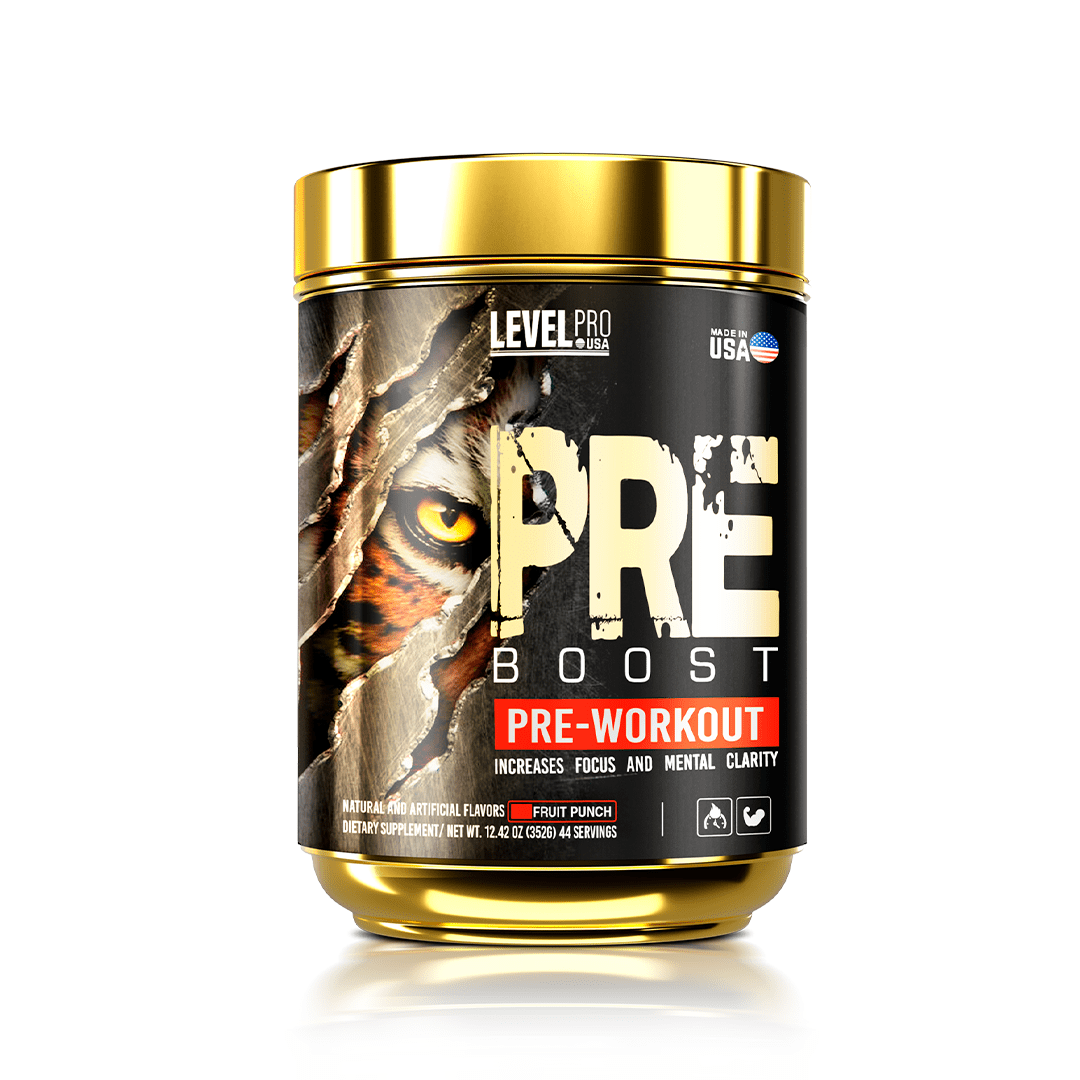 LEVEL PRO
USA
MADE IN
USA
PRE
BOOST
PRE-WORKOUT
INCREASES FOCUS AND MENTAL CLARITY
NATURAL AND ARTIFICIAL FLAVORS FRUIT PUNCH
DIETARY SUPPLEMENT/ NET WT. 12.42 OZ (352G) 44 SERVINGS